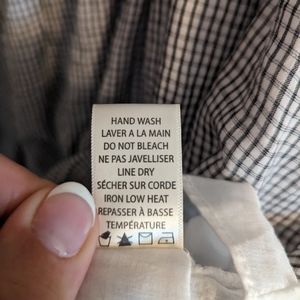 HAND WASH
LAVER A LA MAIN
DO NOT BLEACH
NE PAS JAVELLISER
LINE DRY
SÉCHER SUR CORDE
IRON LOW HEAT
REPASSER À BASSE
TEMPÉRATURE